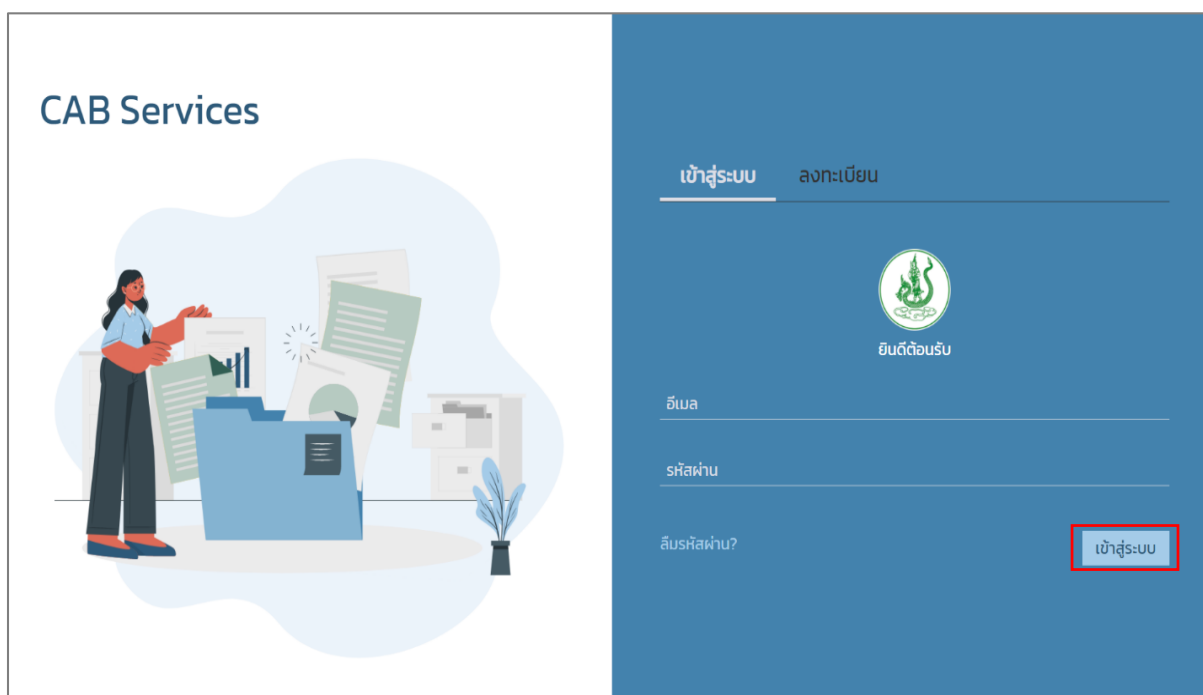 CAB Services
เข้าสู่ระบบ ลงทะเบียน
ยินดีต้อนรับ
อีเมล
รหัสผ่าน
ลืมรหัสผ่าน?
เข้าสู่ระบบ